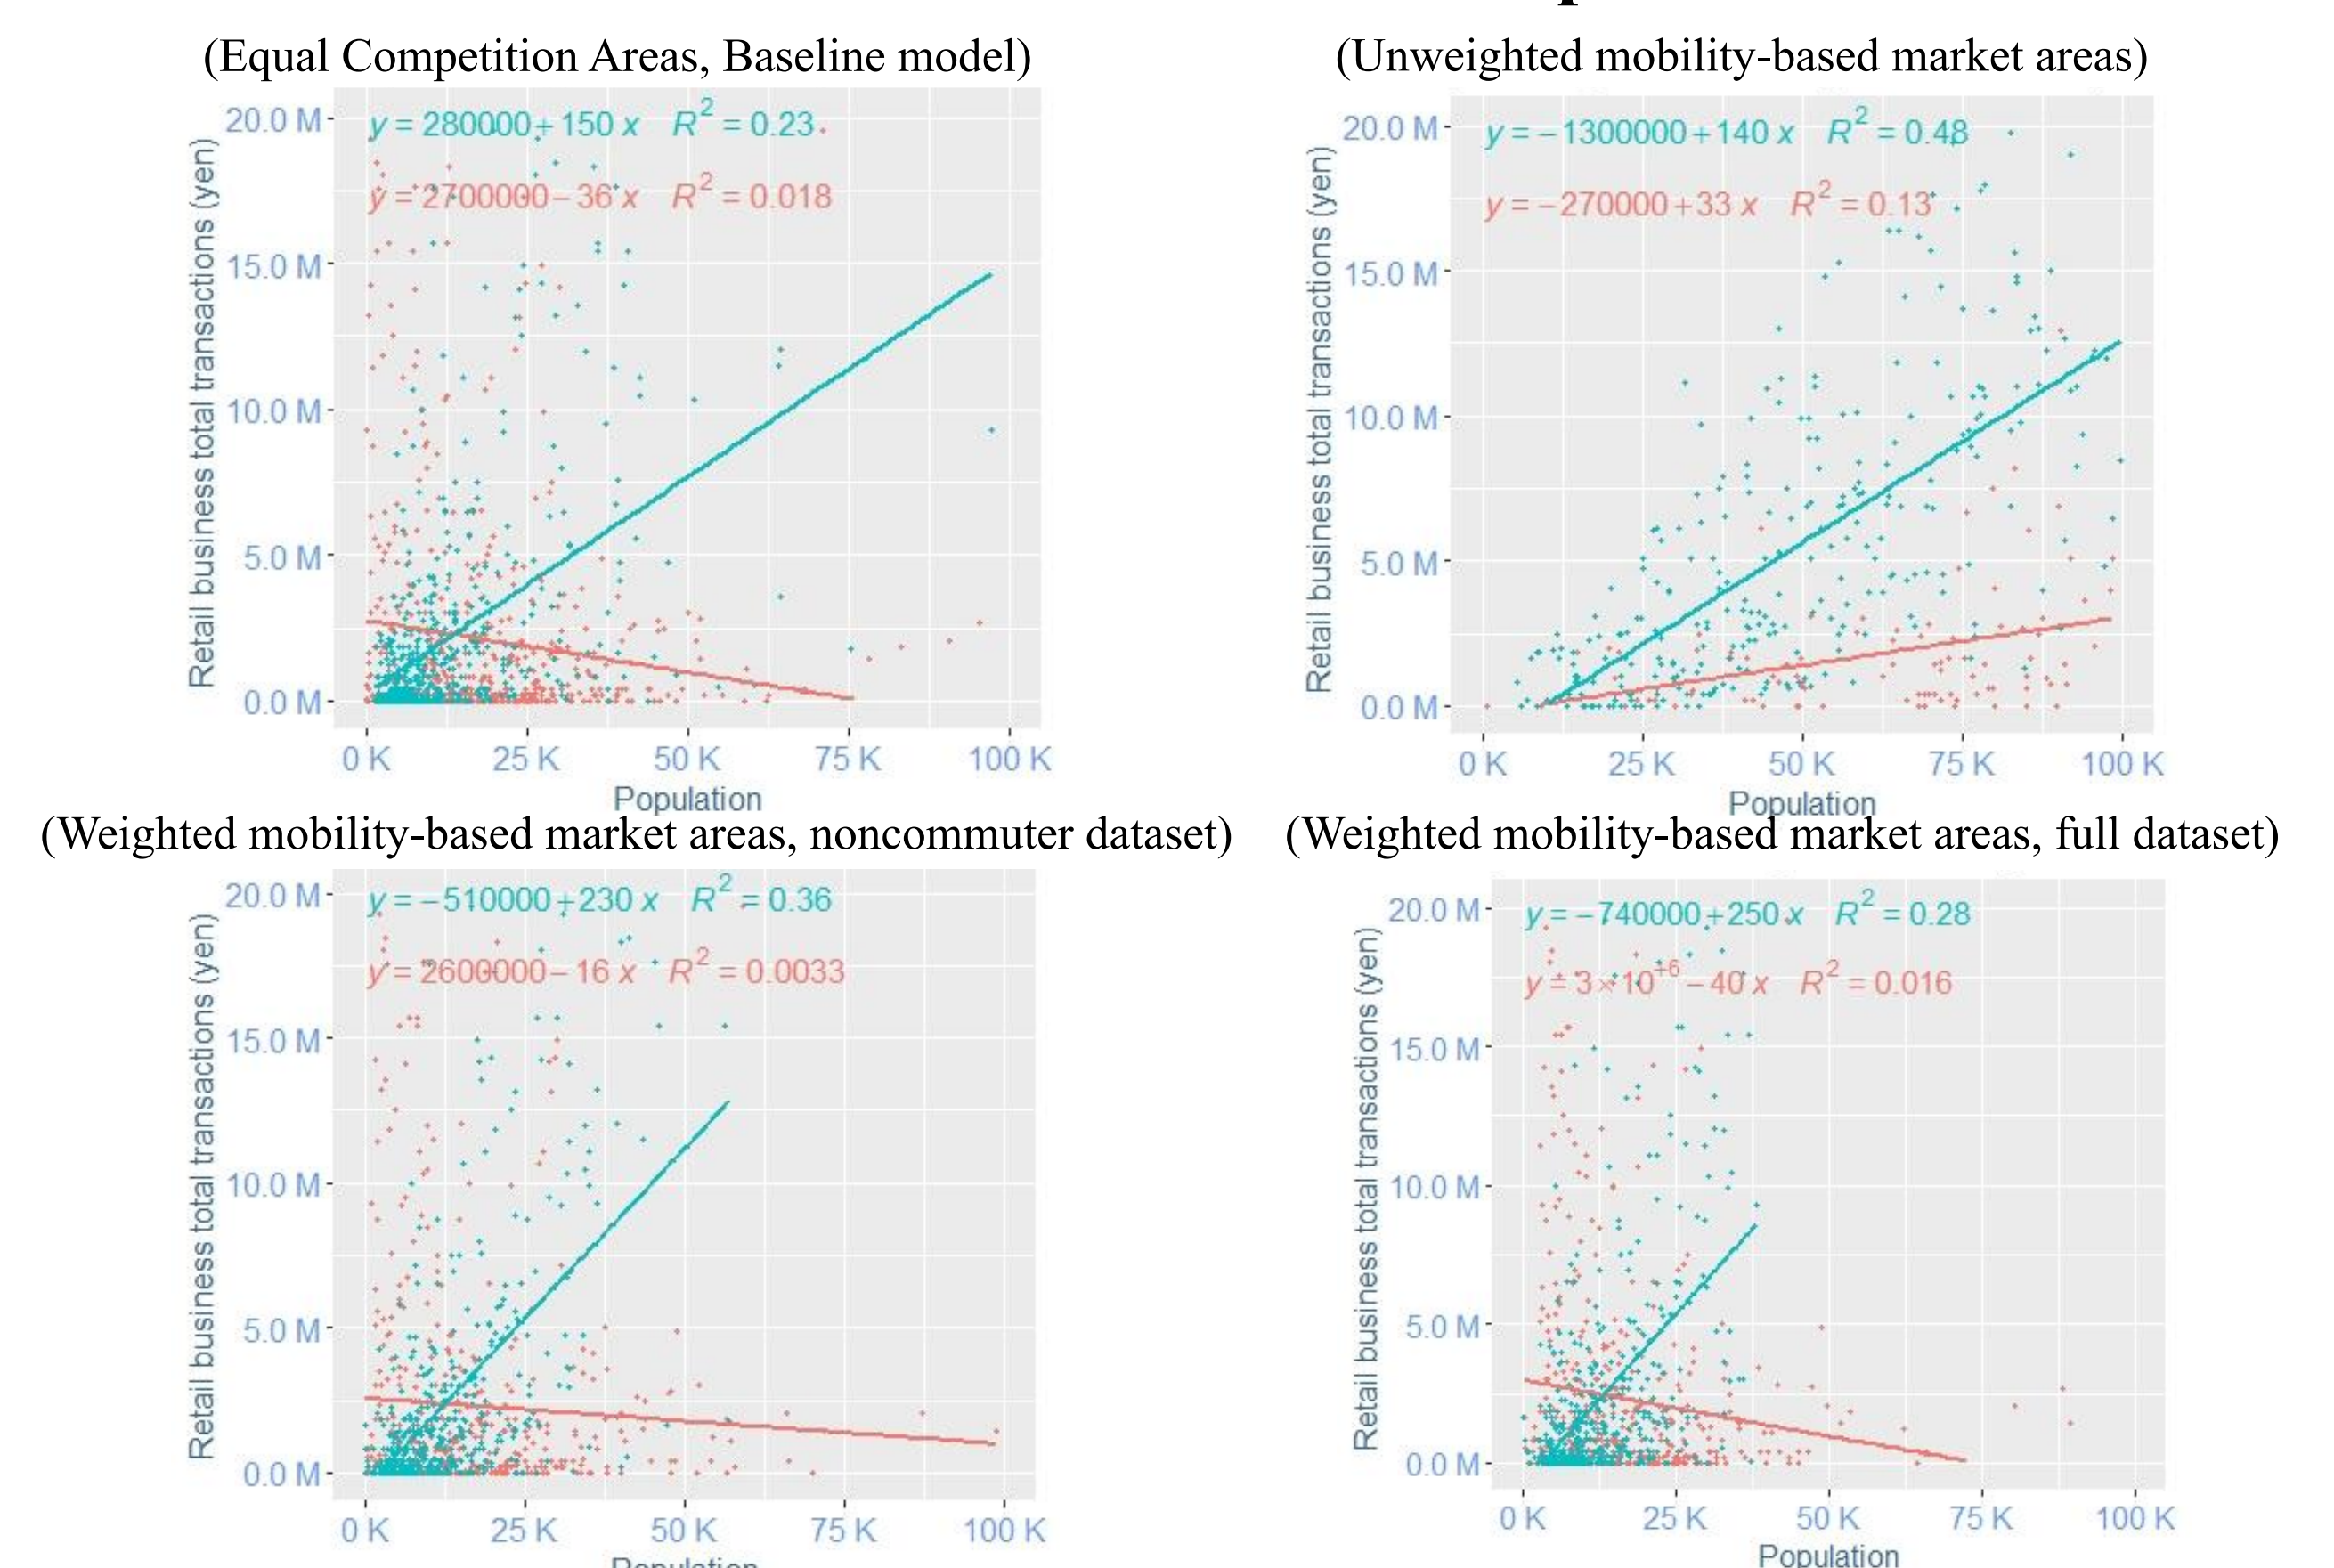 (Equal Competition Areas, Baseline model)
y = 280000 + 150 x R² = 0.23
y = 2700000 − 36 x R² = 0.018
Retail business total transactions (yen)
20.0 M
15.0 M
10.0 M
5.0 M
0.0 M
0 K 25 K 50 K 75 K 100 K
Population
(Unweighted mobility-based market areas)
y = −1300000 + 140 x R² = 0.48
y = −270000 + 33 x R² = 0.13
Retail business total transactions (yen)
20.0 M
15.0 M
10.0 M
5.0 M
0.0 M
0 K 25 K 50 K 75 K 100 K
Population
(Weighted mobility-based market areas, noncommuter dataset)
y = −510000 + 230 x R² = 0.36
y = 2600000 − 16 x R² = 0.0033
Retail business total transactions (yen)
20.0 M
15.0 M
10.0 M
5.0 M
0.0 M
0 K 25 K 50 K 75 K 100 K
Population
(Weighted mobility-based market areas, full dataset)
y = −740000 + 250 x R² = 0.28
y = 3×10⁺⁶ − 40 x R² = 0.016
Retail business total transactions (yen)
20.0 M
15.0 M
10.0 M
5.0 M
0.0 M
0 K 25 K 50 K 75 K 100 K
Population